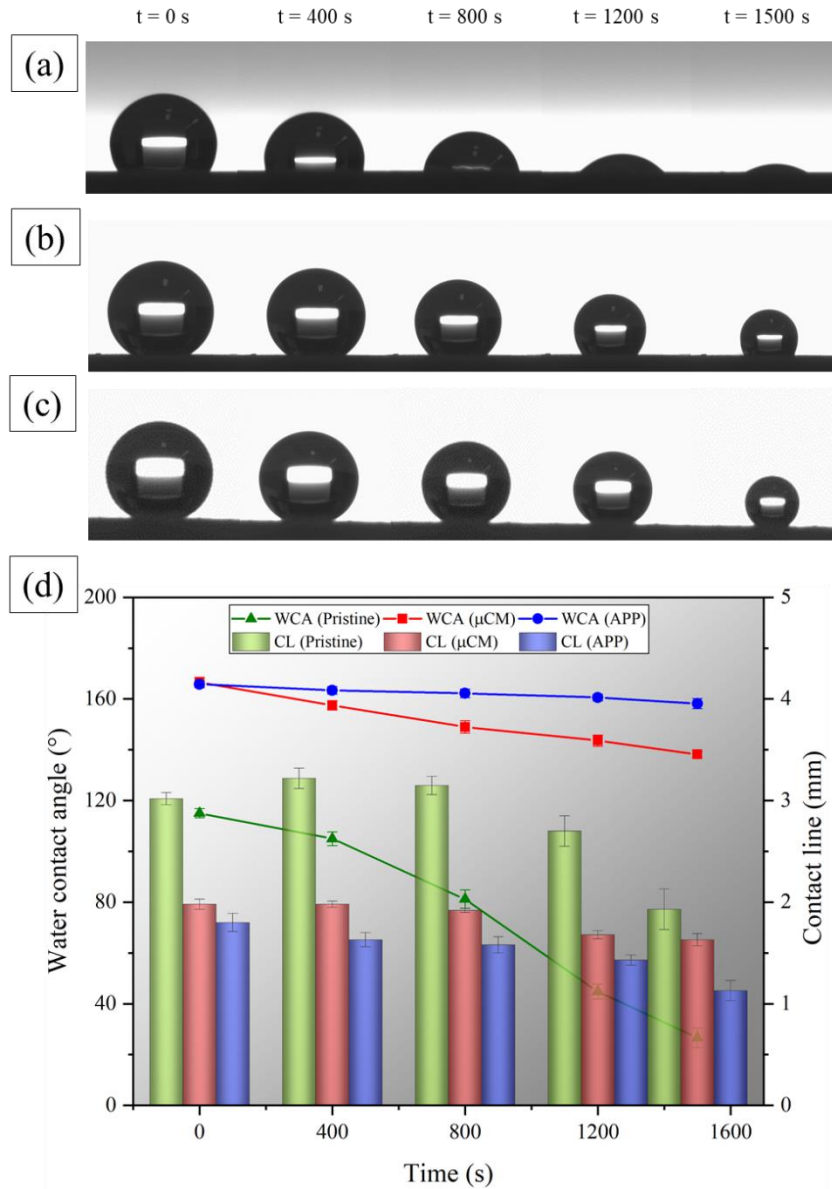 t = 0 s t = 400 s t = 800 s t = 1200 s t = 1500 s
(a)
(b)
(c)
(d)
WCA (Pristine) WCA (μCM) WCA (APP)
CL (Pristine) CL (μCM) CL (APP)
Water contact angle (°)
200
160
120
80
40
0
Contact line (mm)
5
4
3
2
1
0
0 400 800 1200 1600
Time (s)